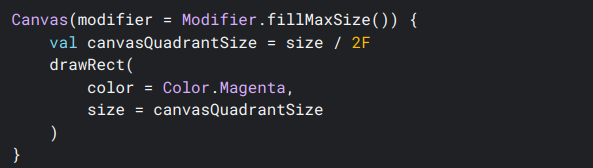 Canvas(modifier = Modifier.fillMaxSize()) {
    val canvasQuadrantSize = size / 2F
    drawRect(
        color = Color.Magenta,
        size = canvasQuadrantSize
    )
}